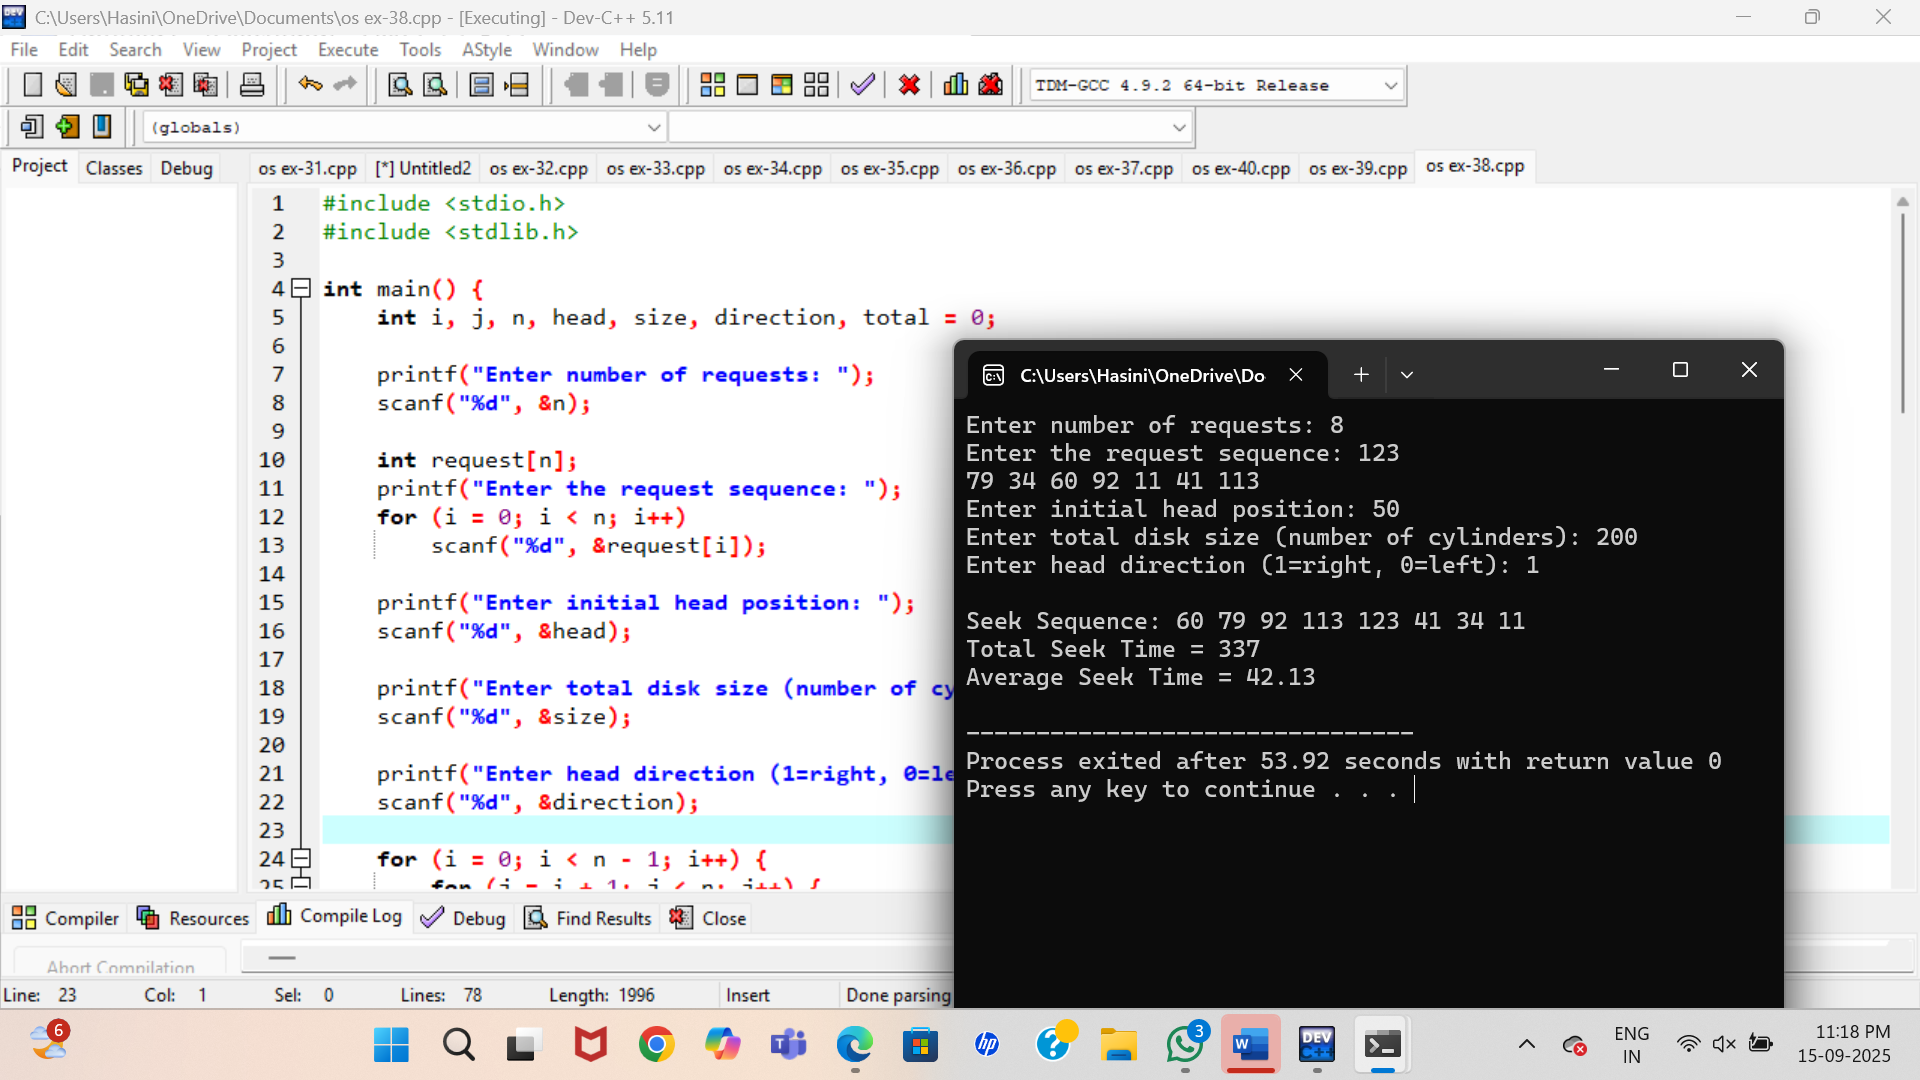 C:\Users\Hasini\OneDrive\Documents\os ex-38.cpp - [Executing] - Dev-C++ 5.11
File Edit Search View Project Execute Tools AStyle Window Help
TDM-GCC 4.9.2 64-bit Release
(globals)
Project Classes Debug
os ex-31.cpp [*] Untitled2 os ex-32.cpp os ex-33.cpp os ex-34.cpp os ex-35.cpp os ex-36.cpp os ex-37.cpp os ex-40.cpp os ex-39.cpp os ex-38.cpp
1 #include <stdio.h>
2 #include <stdlib.h>
3
4 int main() {
5 int i, j, n, head, size, direction, total = 0;
6
7 printf("Enter number of requests: ");
8 scanf("%d", &n);
9
10 int request[n];
11 printf("Enter the request sequence: ");
12 for (i = 0; i < n; i++)
13 scanf("%d", &request[i]);
14
15 printf("Enter initial head position: ");
16 scanf("%d", &head);
17
18 printf("Enter total disk size (number of cy
19 scanf("%d", &size);
20
21 printf("Enter head direction (1=right, 0=le
22 scanf("%d", &direction);
23
24 for (i = 0; i < n - 1; i++) {
25 for (j = i + 1; j < n; j++) {
C:\Users\Hasini\OneDrive\Do
Enter number of requests: 8
Enter the request sequence: 123
79 34 60 92 11 41 113
Enter initial head position: 50
Enter total disk size (number of cylinders): 200
Enter head direction (1=right, 0=left): 1
Seek Sequence: 60 79 92 113 123 41 34 11
Total Seek Time = 337
Average Seek Time = 42.13
--------------------------------
Process exited after 53.92 seconds with return value 0
Press any key to continue . . .
Compiler Resources Compile Log Debug Find Results Close
Abort Compilation
Line: 23 Col: 1 Sel: 0 Lines: 78 Length: 1996 Insert Done parsing
6
3
DEV C++
ENG
IN
11:18 PM
15-09-2025